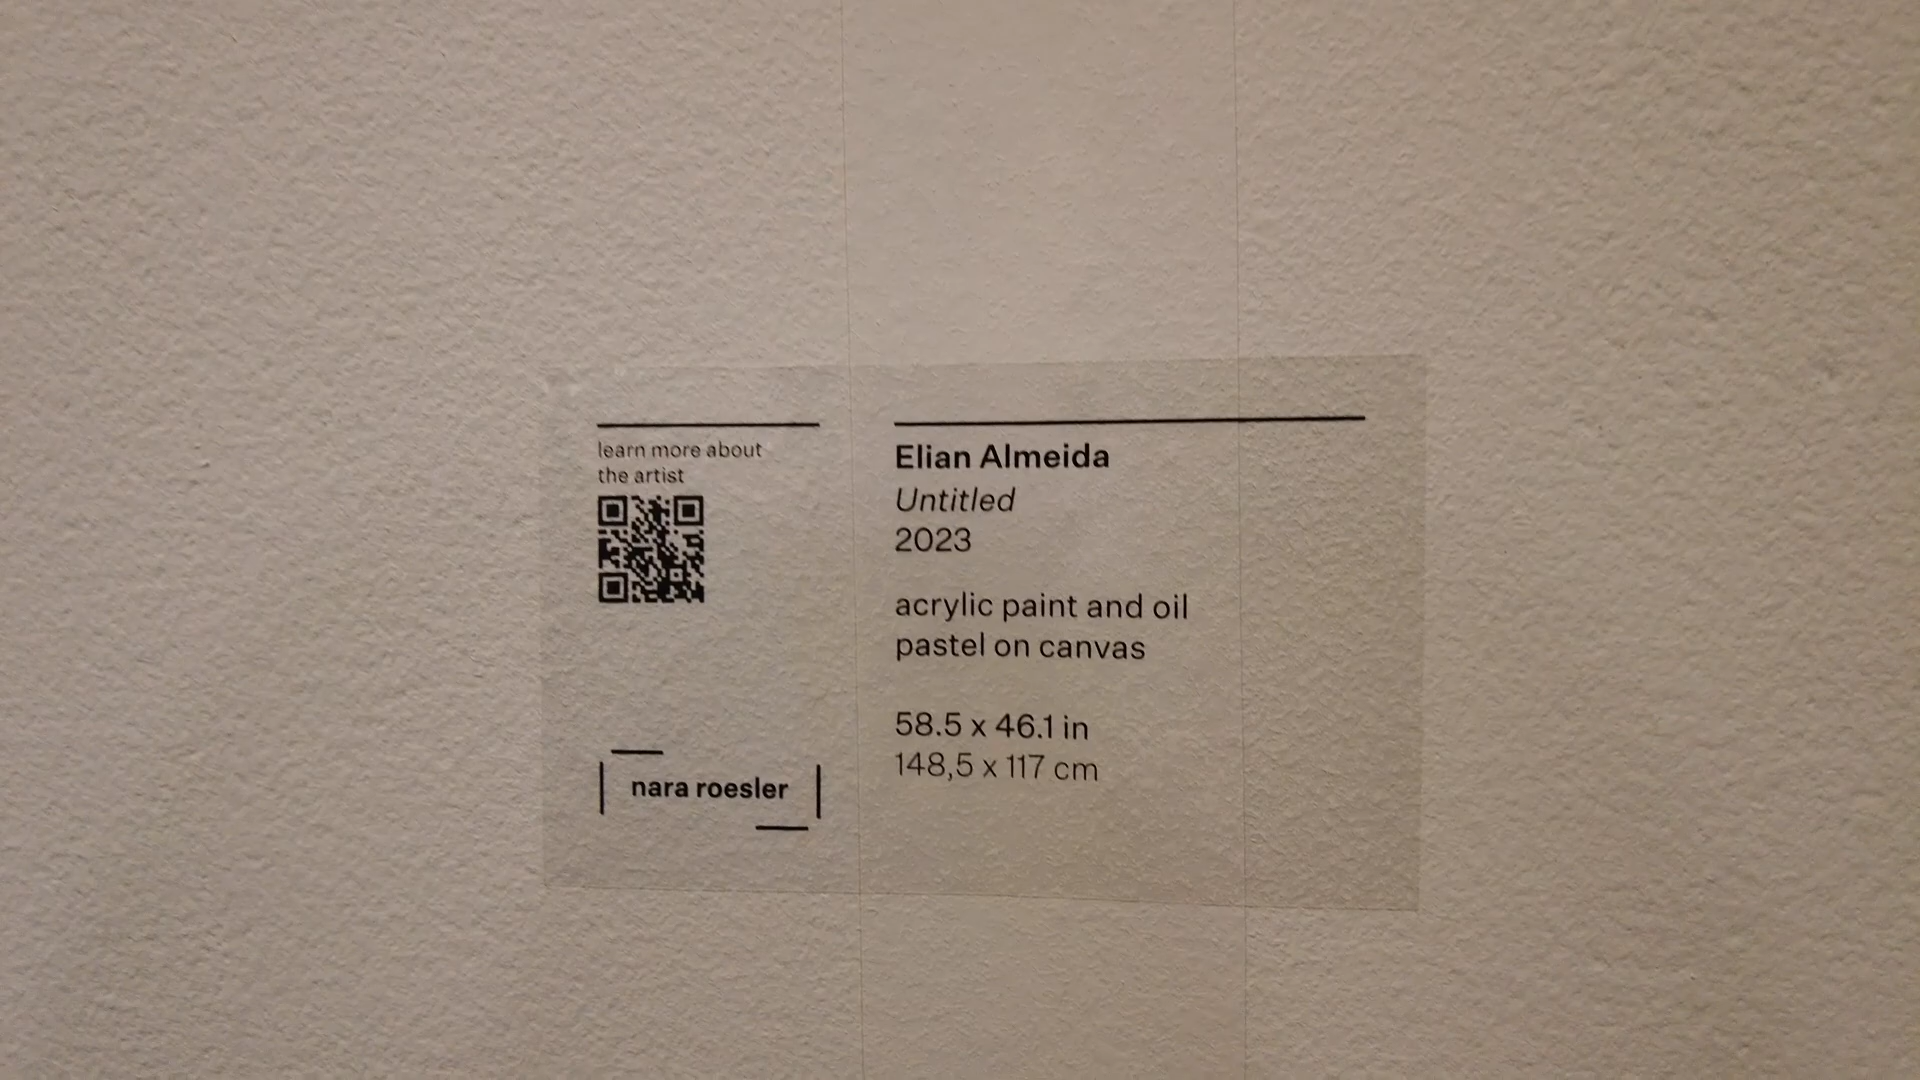 learn more about
the artist
nara roesler
Elian Almeida
Untitled
2023
acrylic paint and oil
pastel on canvas
58.5 x 46.1 in
148,5 x 117 cm